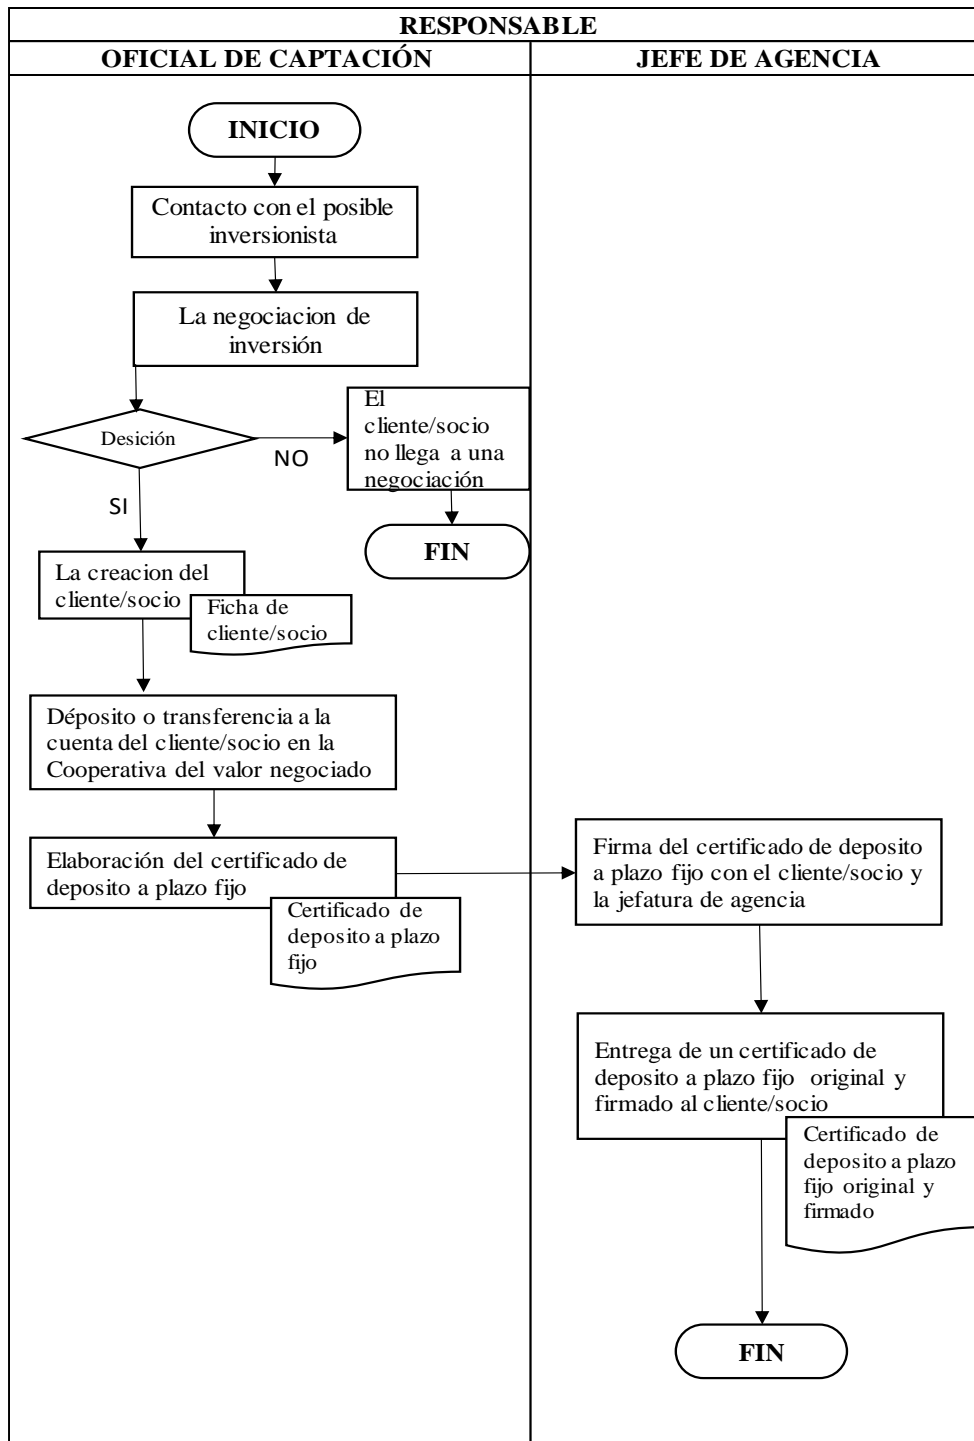 RESPONSABLE
OFICIAL DE CAPTACIÓN
JEFE DE AGENCIA
INICIO
Contacto con el posible
inversionista
La negociacion de
inversión
Desición
NO
El
cliente/socio
no llega a una
negociación
FIN
SI
La creacion del
cliente/socio
Ficha de
cliente/socio
Déposito o transferencia a la
cuenta del cliente/socio en la
Cooperativa del valor negociado
Elaboración del certificado de
deposito a plazo fijo
Certificado de
deposito a plazo
fijo
Firma del certificado de deposito
a plazo fijo con el cliente/socio y
la jefatura de agencia
Entrega de un certificado de
deposito a plazo fijo original y
firmado al cliente/socio
Certificado de
deposito a plazo
fijo original y
firmado
FIN